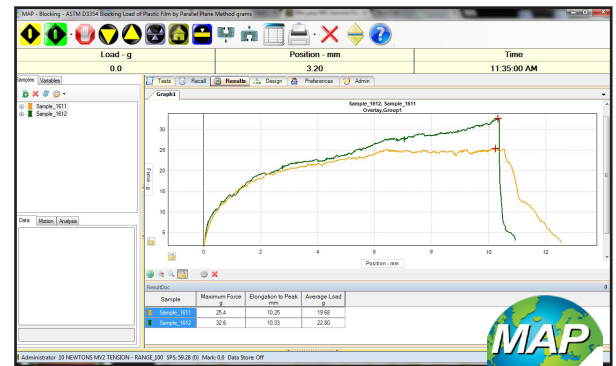 MAP - Blocking - ASTM D3354 Blocking Load of Plastic Film by Parallel Plane Method grams
Load - g
Position - mm
Time
0.0
3.20
11:35:00 AM
Samples Variables
Tests Recall Results Design Preferences Admin
Graph1
Sample_1611
Sample_1612
Sample_1612, Sample_1611
Overlay,Group1
Force - g
30
25
20
15
10
5
0 2 4 6 8 10 12
Position - mm
Data Motion Analysis
ResultDoc
Sample Maximum Force g Elongation to Peak mm Average Load g
Sample_1611 25.4 10.25 19.68
Sample_1612 32.6 10.33 22.80
MAP
Administrator 10 NEWTONS MV2 TENSION - RANGE_100 SPS: 59.28 (0) Mark: 0,0 Data Store: Off